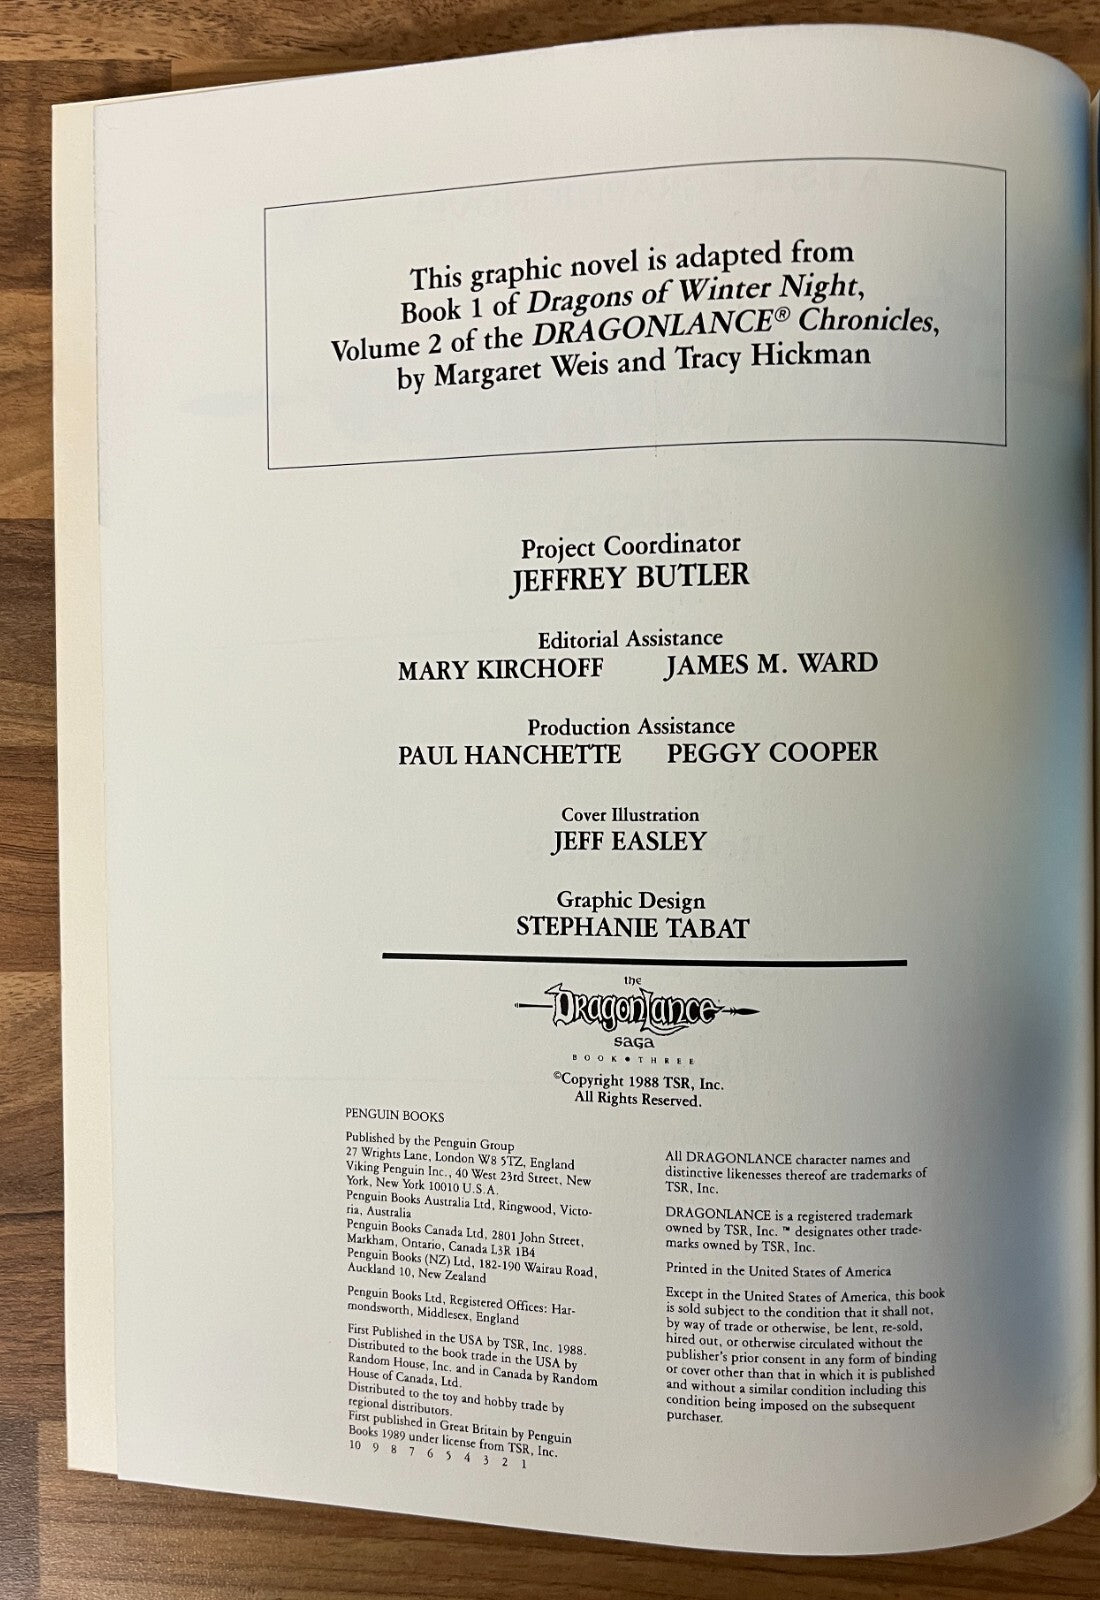 This graphic novel is adapted from
Book 1 of Dragons of Winter Night,
Volume 2 of the DRAGONLANCE® Chronicles,
by Margaret Weis and Tracy Hickman
Project Coordinator
JEFFREY BUTLER
Editorial Assistance
MARY KIRCHOFF JAMES M. WARD
Production Assistance
PAUL HANCHETTE PEGGY COOPER
Cover Illustration
JEFF EASLEY
Graphic Design
STEPHANIE TABAT
the
DRAGONLANCE
SAGA
BOOK • THREE
©Copyright 1988 TSR, Inc.
All Rights Reserved.
PENGUIN BOOKS
Published by the Penguin Group
27 Wrights Lane, London W8 5TZ, England
Viking Penguin Inc., 40 West 23rd Street, New
York, New York 10010 U.S.A.
Penguin Books Australia Ltd, Ringwood, Victo-
ria, Australia
Penguin Books Canada Ltd, 2801 John Street,
Markham, Ontario, Canada L3R 1B4
Penguin Books (NZ) Ltd, 182-190 Wairau Road,
Auckland 10, New Zealand
Penguin Books Ltd, Registered Offices: Har-
mondsworth, Middlesex, England
First Published in the USA by TSR, Inc. 1988.
Distributed to the book trade in the USA by
Random House, Inc. and in Canada by Random
House of Canada, Ltd.
Distributed to the toy and hobby trade by
regional distributors.
First published in Great Britain by Penguin
Books 1989 under license from TSR, Inc.
10 9 8 7 6 5 4 3 2 1
All DRAGONLANCE character names and
distinctive likenesses thereof are trademarks of
TSR, Inc.
DRAGONLANCE is a registered trademark
owned by TSR, Inc. ™ designates other trade-
marks owned by TSR, Inc.
Printed in the United States of America
Except in the United States of America, this book
is sold subject to the condition that it shall not,
by way of trade or otherwise, be lent, re-sold,
hired out, or otherwise circulated without the
publisher's prior consent in any form of binding
or cover other than that in which it is published
and without a similar condition including this
condition being imposed on the subsequent
purchaser.